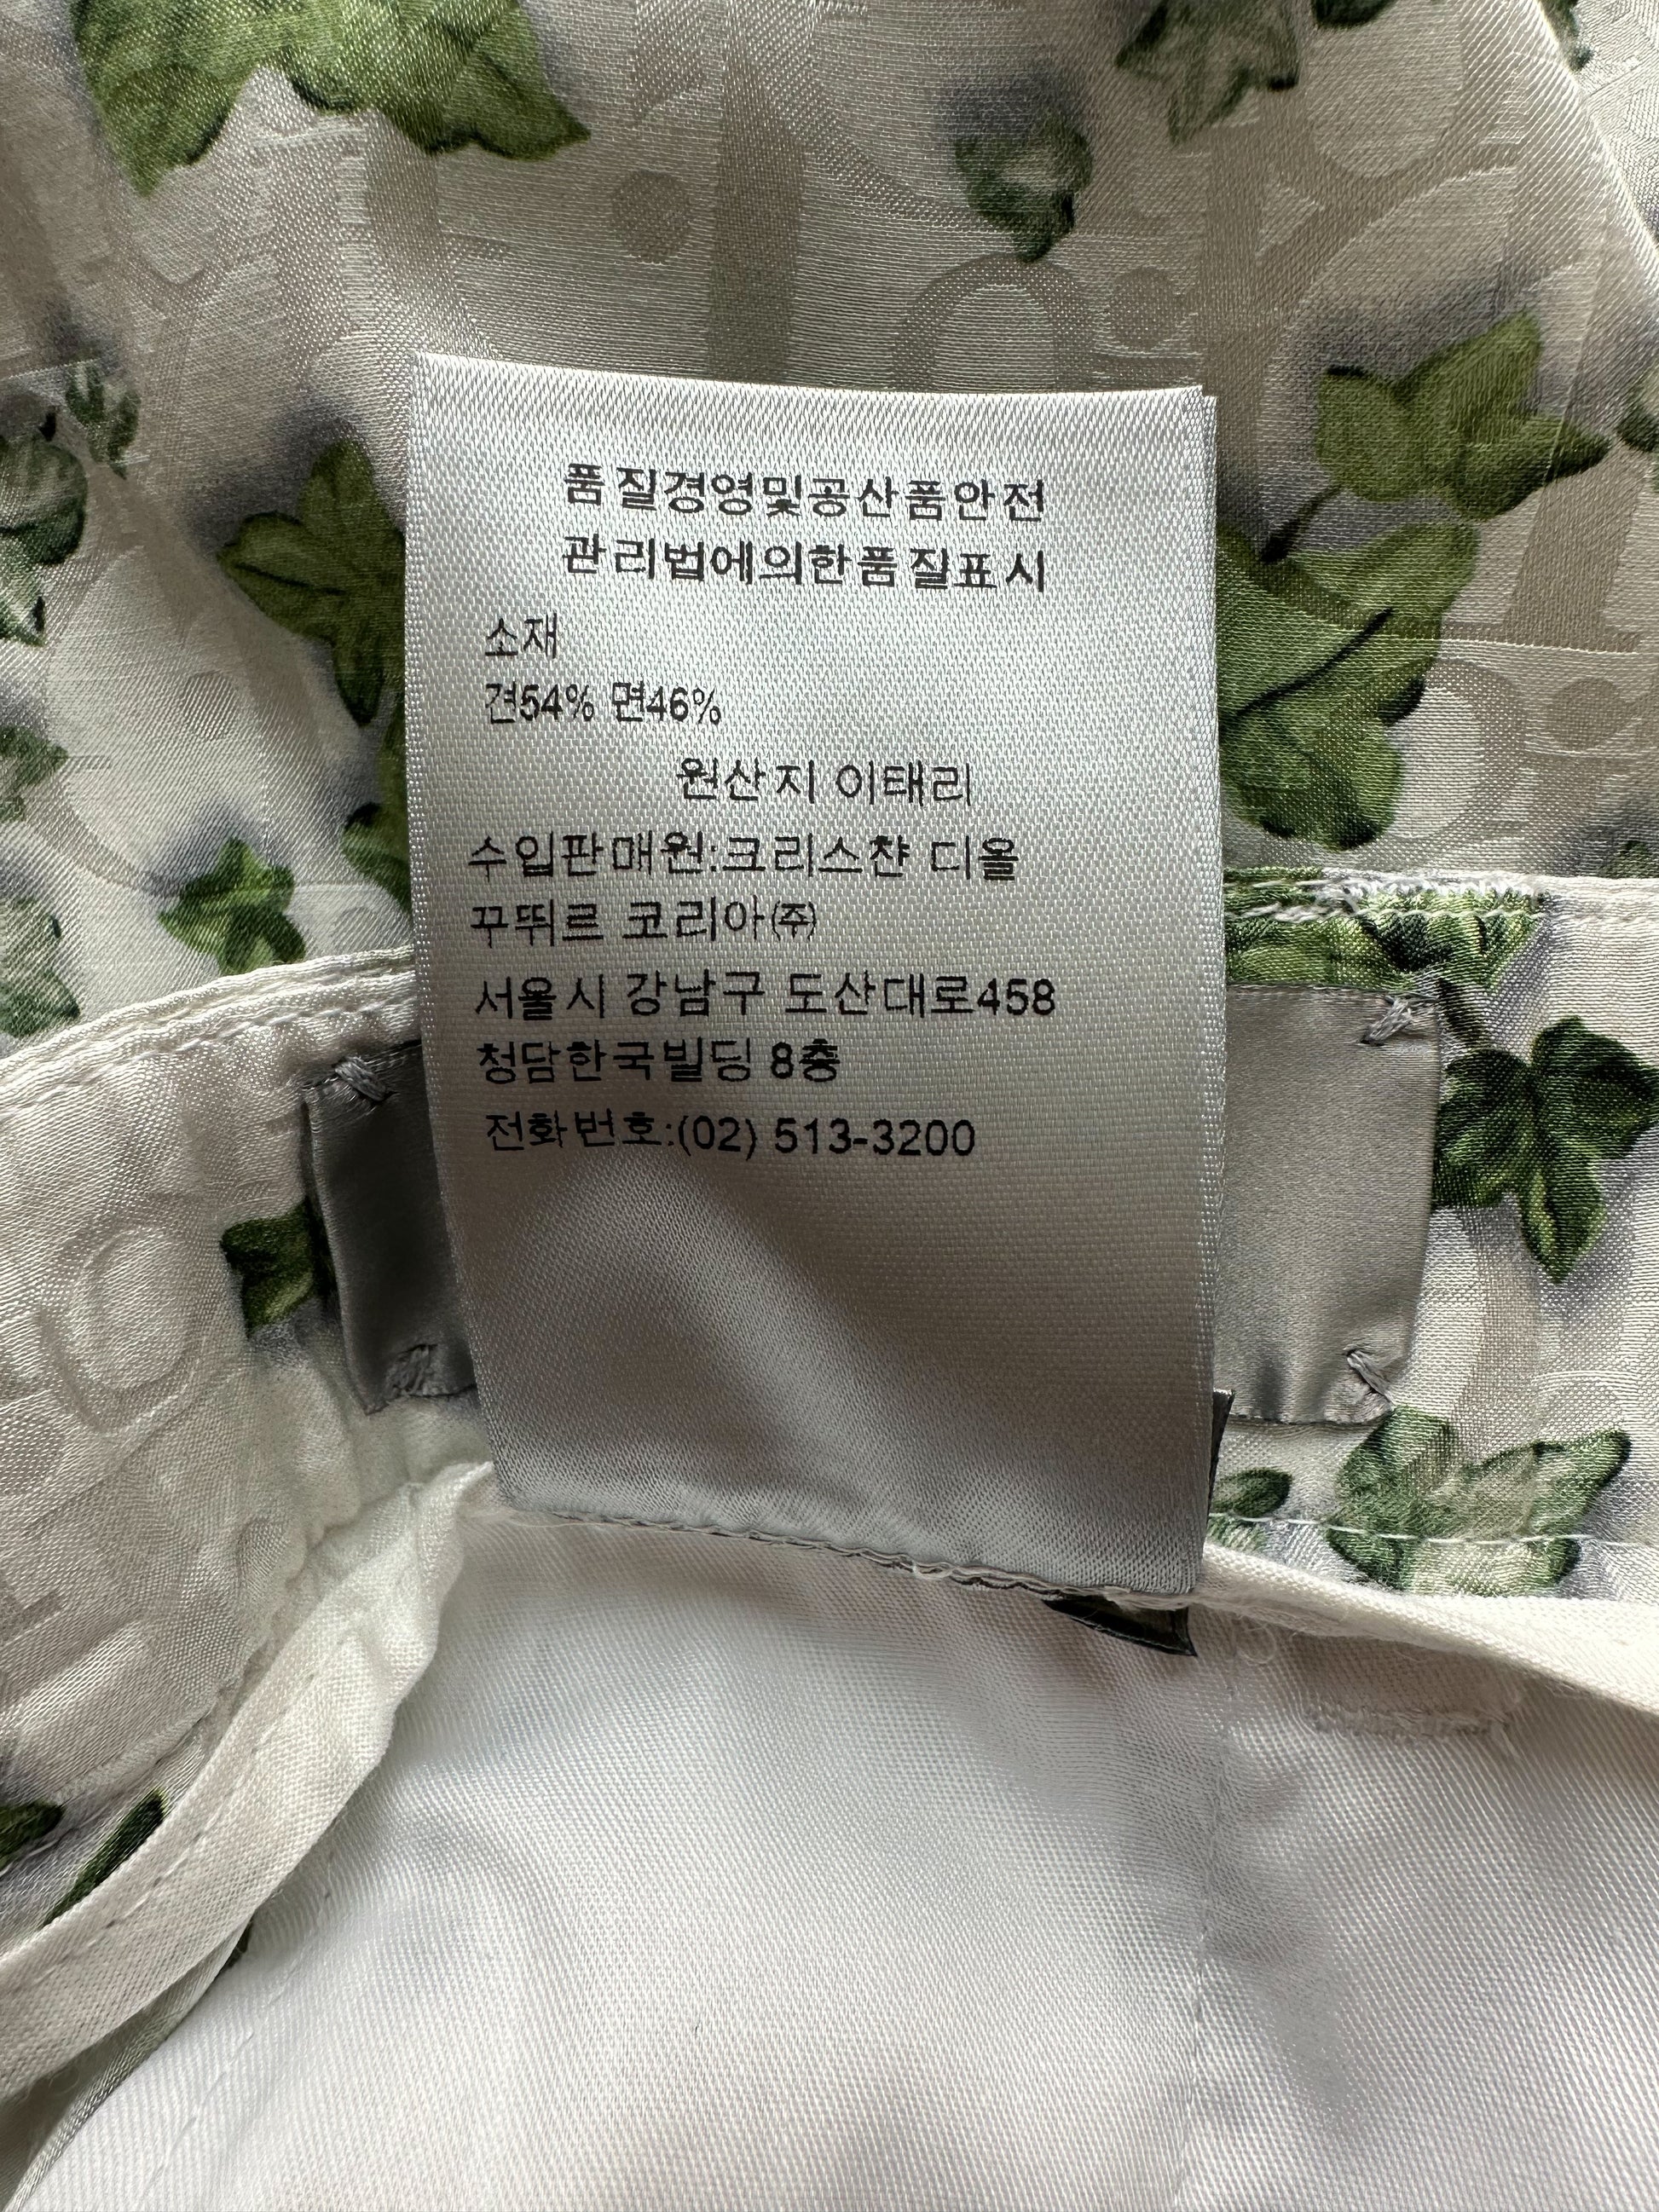 품질경영및공산품안전
관리법에의한품질표시
소재
견54% 면46%
원산지 이태리
수입판매원:크리스챤 디올
꾸뛰르 코리아㈜
서울시 강남구 도산대로458
청담한국빌딩 8층
전화번호:(02) 513-3200